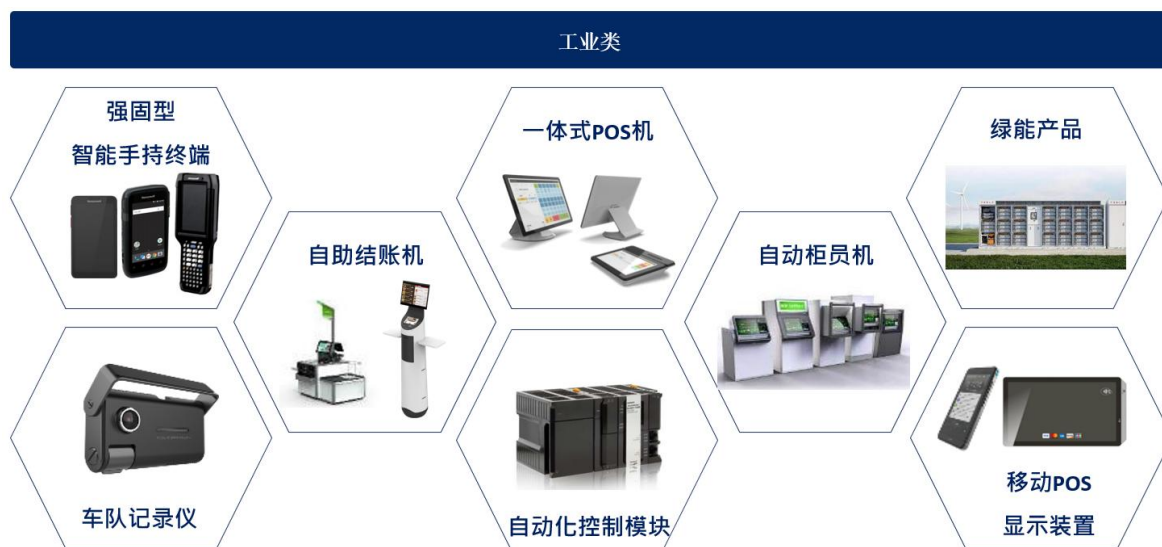 工业类
强固型
智能手持终端
一体式POS机
绿能产品
自助结账机
自动柜员机
车队记录仪
自动化控制模块
移动POS
显示装置